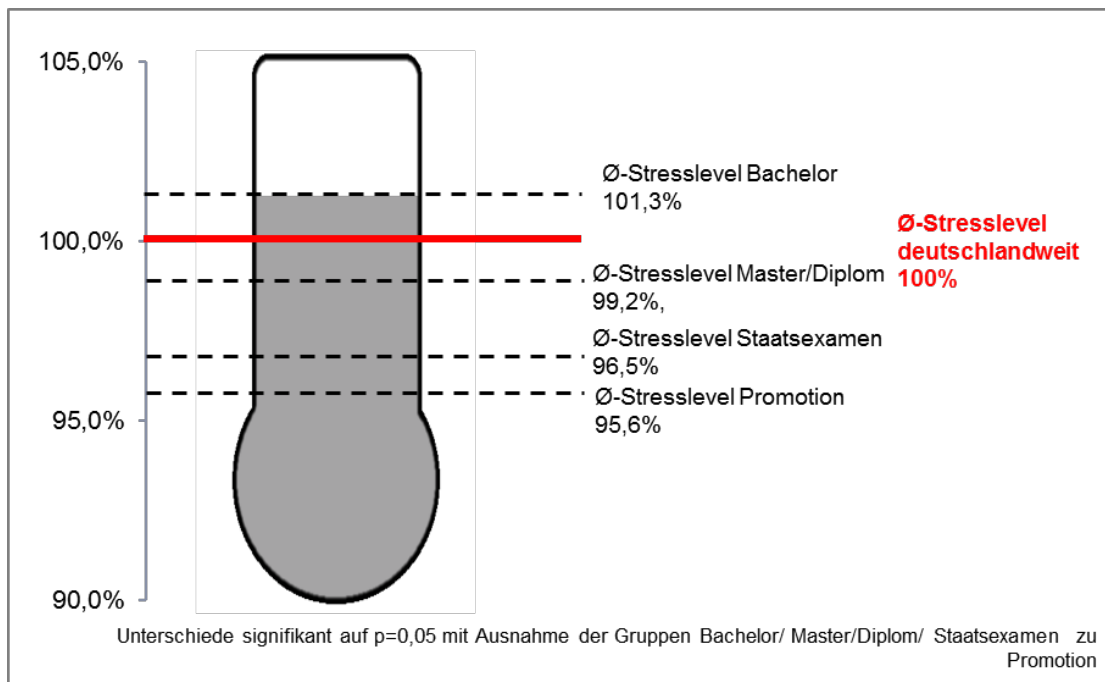 105,0%
Ø-Stresslevel Bachelor
101,3%
100,0%
Ø-Stresslevel
deutschlandweit
100%
Ø-Stresslevel Master/Diplom
99,2%,
Ø-Stresslevel Staatsexamen
96,5%
Ø-Stresslevel Promotion
95,6%
95,0%
90,0%
Unterschiede signifikant auf p=0,05 mit Ausnahme der Gruppen Bachelor/ Master/Diplom/ Staatsexamen zu
Promotion